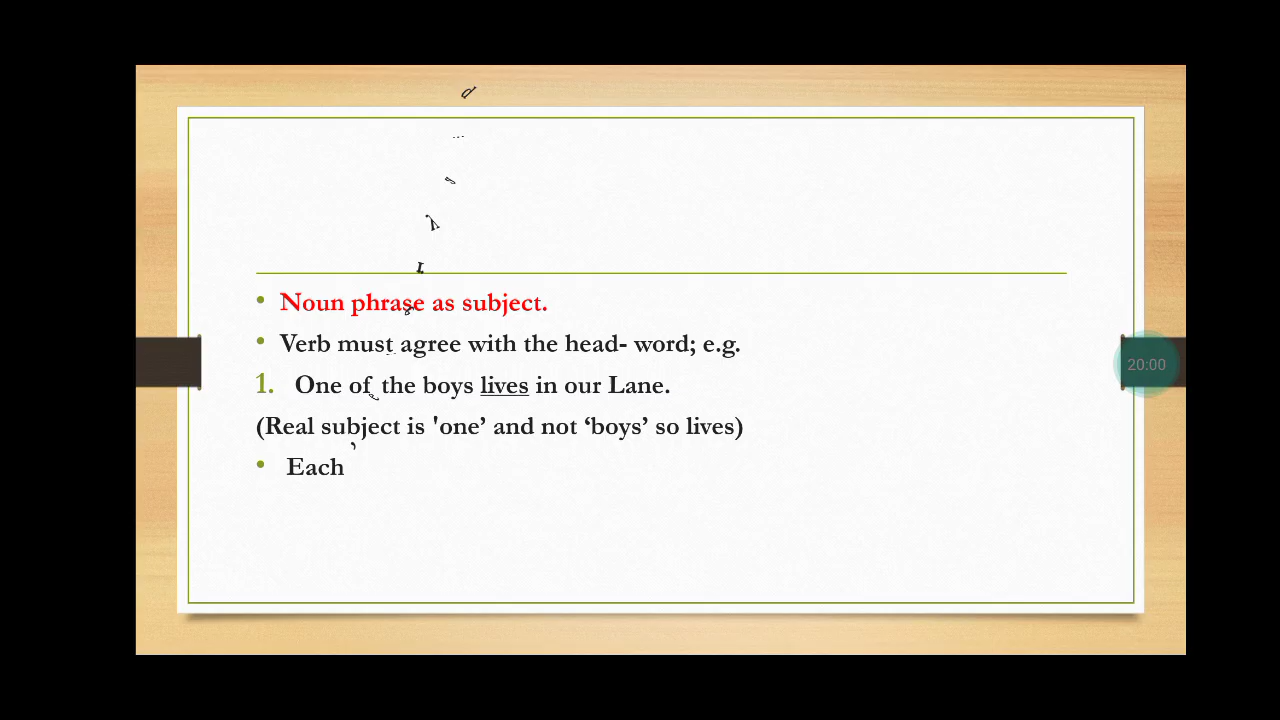 • Noun phrase as subject.
• Verb must agree with the head- word; e.g.
1. One of the boys lives in our Lane.
(Real subject is 'one’ and not ‘boys’ so lives)
• Each
20:00